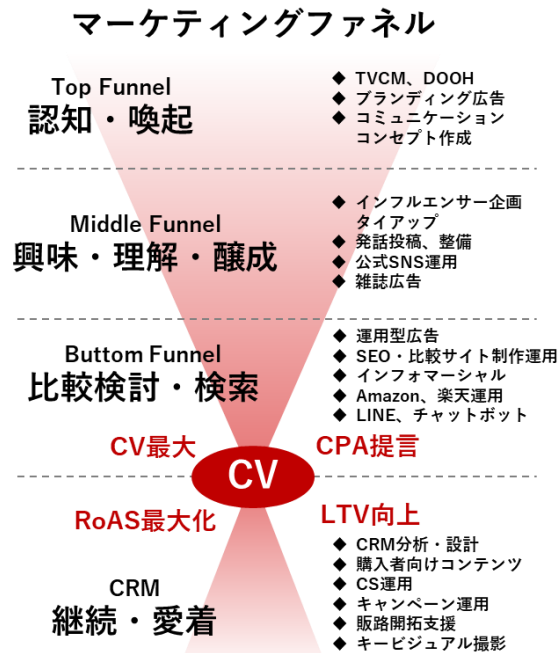 マーケティングファネル
Top Funnel
認知・喚起
◆ TVCM、DOOH
◆ ブランディング広告
◆ コミュニケーション
コンセプト作成
Middle Funnel
興味・理解・醸成
◆ インフルエンサー企画
タイアップ
◆ 発話投稿、整備
◆ 公式SNS運用
◆ 雑誌広告
Buttom Funnel
比較検討・検索
◆ 運用型広告
◆ SEO・比較サイト制作運用
◆ インフォマーシャル
◆ Amazon、楽天運用
◆ LINE、チャットボット
CV最大
CPA提言
CV
RoAS最大化
LTV向上
CRM
継続・愛着
◆ CRM分析・設計
◆ 購入者向けコンテンツ
◆ CS運用
◆ キャンペーン運用
◆ 販路開拓支援
◆ キービジュアル撮影